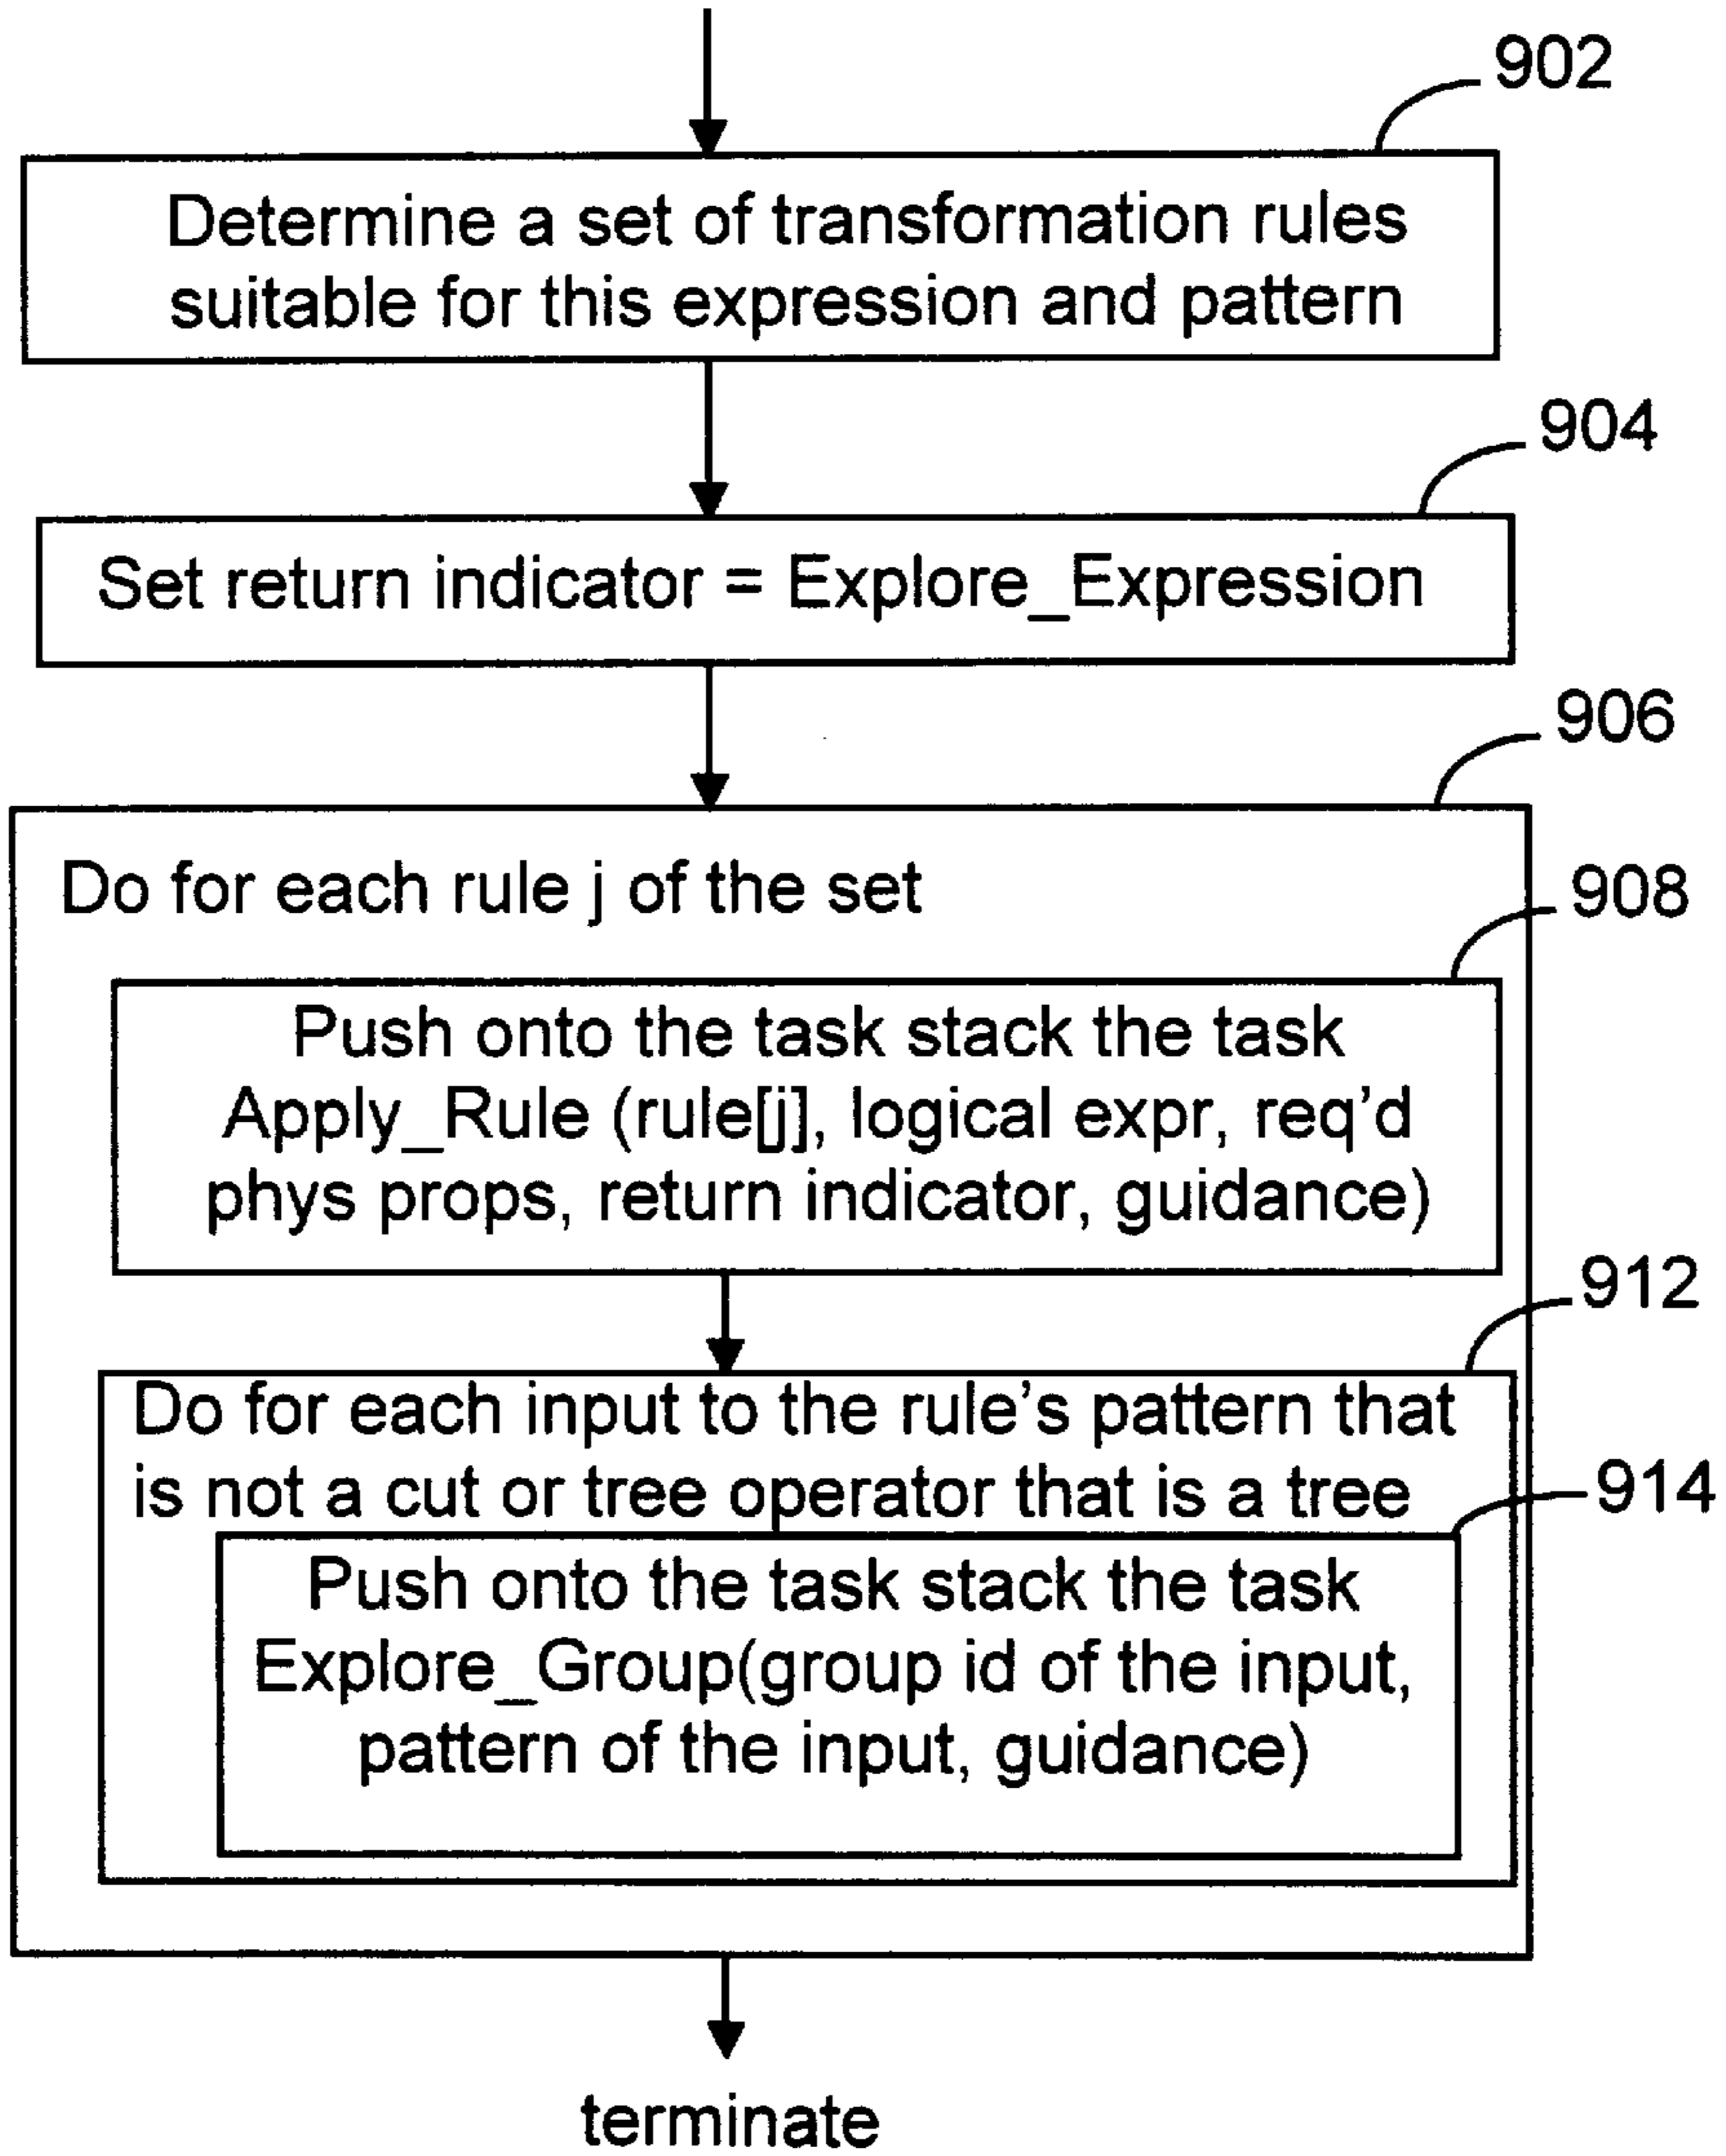 902
Determine a set of transformation rules
suitable for this expression and pattern
904
Set return indicator = Explore_Expression
906
Do for each rule j of the set
908
Push onto the task stack the task
Apply_Rule (rule[j], logical expr, req’d
phys props, return indicator, guidance)
912
Do for each input to the rule’s pattern that
is not a cut or tree operator that is a tree
914
Push onto the task stack the task
Explore_Group(group id of the input,
pattern of the input, guidance)
terminate